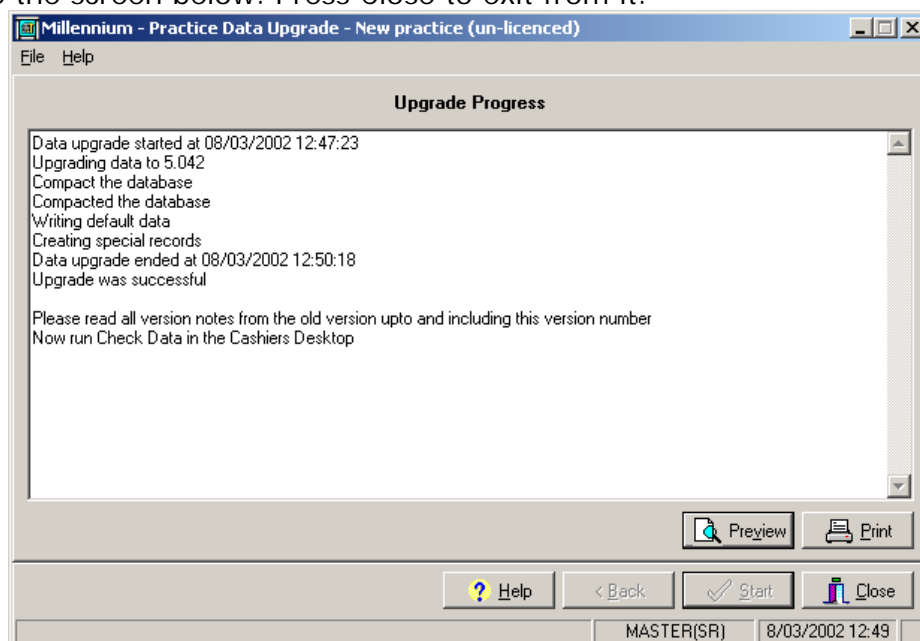 the screen below. Press Close to exit from it.
Millennium - Practice Data Upgrade - New practice (un-licenced)
File Help
Upgrade Progress
Data upgrade started at 08/03/2002 12:47:23
Upgrading data to 5.042
Compact the database
Compacted the database
Writing default data
Creating special records
Data upgrade ended at 08/03/2002 12:50:18
Upgrade was successful
Please read all version notes from the old version upto and including this version number
Now run Check Data in the Cashiers Desktop
Preview Print
? Help < Back Start Close
MASTER(SR) 8/03/2002 12:49